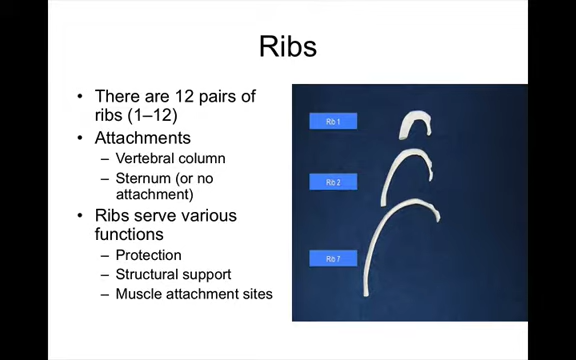 Ribs
• There are 12 pairs of
ribs (1–12)
• Attachments
– Vertebral column
– Sternum (or no
attachment)
• Ribs serve various
functions
– Protection
– Structural support
– Muscle attachment sites
Rib 1
Rib 2
Rib 7